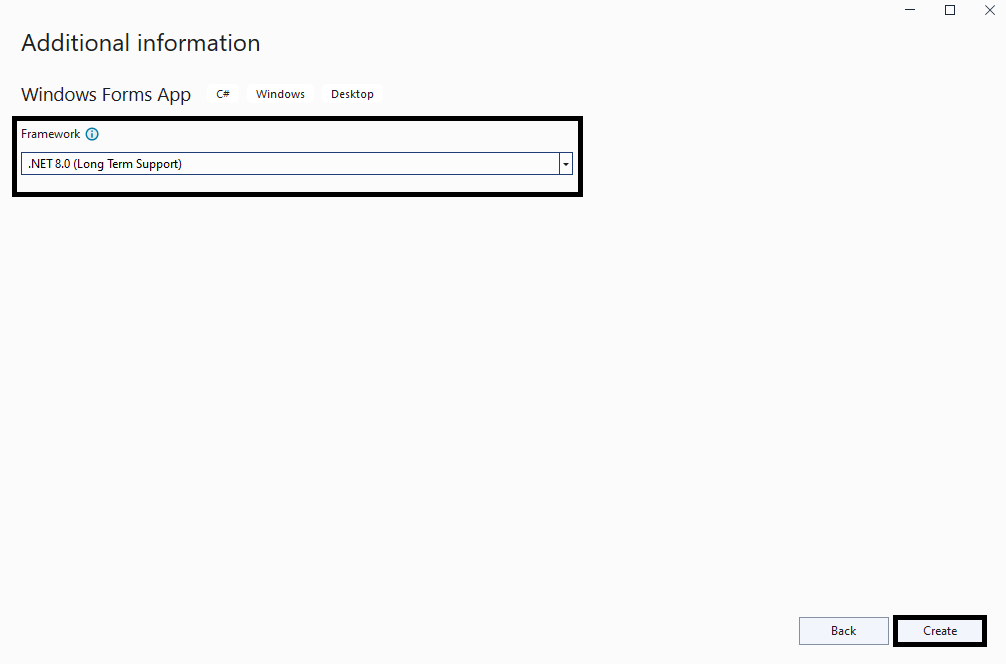 Additional information
Windows Forms App C# Windows Desktop
Framework
.NET 8.0 (Long Term Support)
Back Create